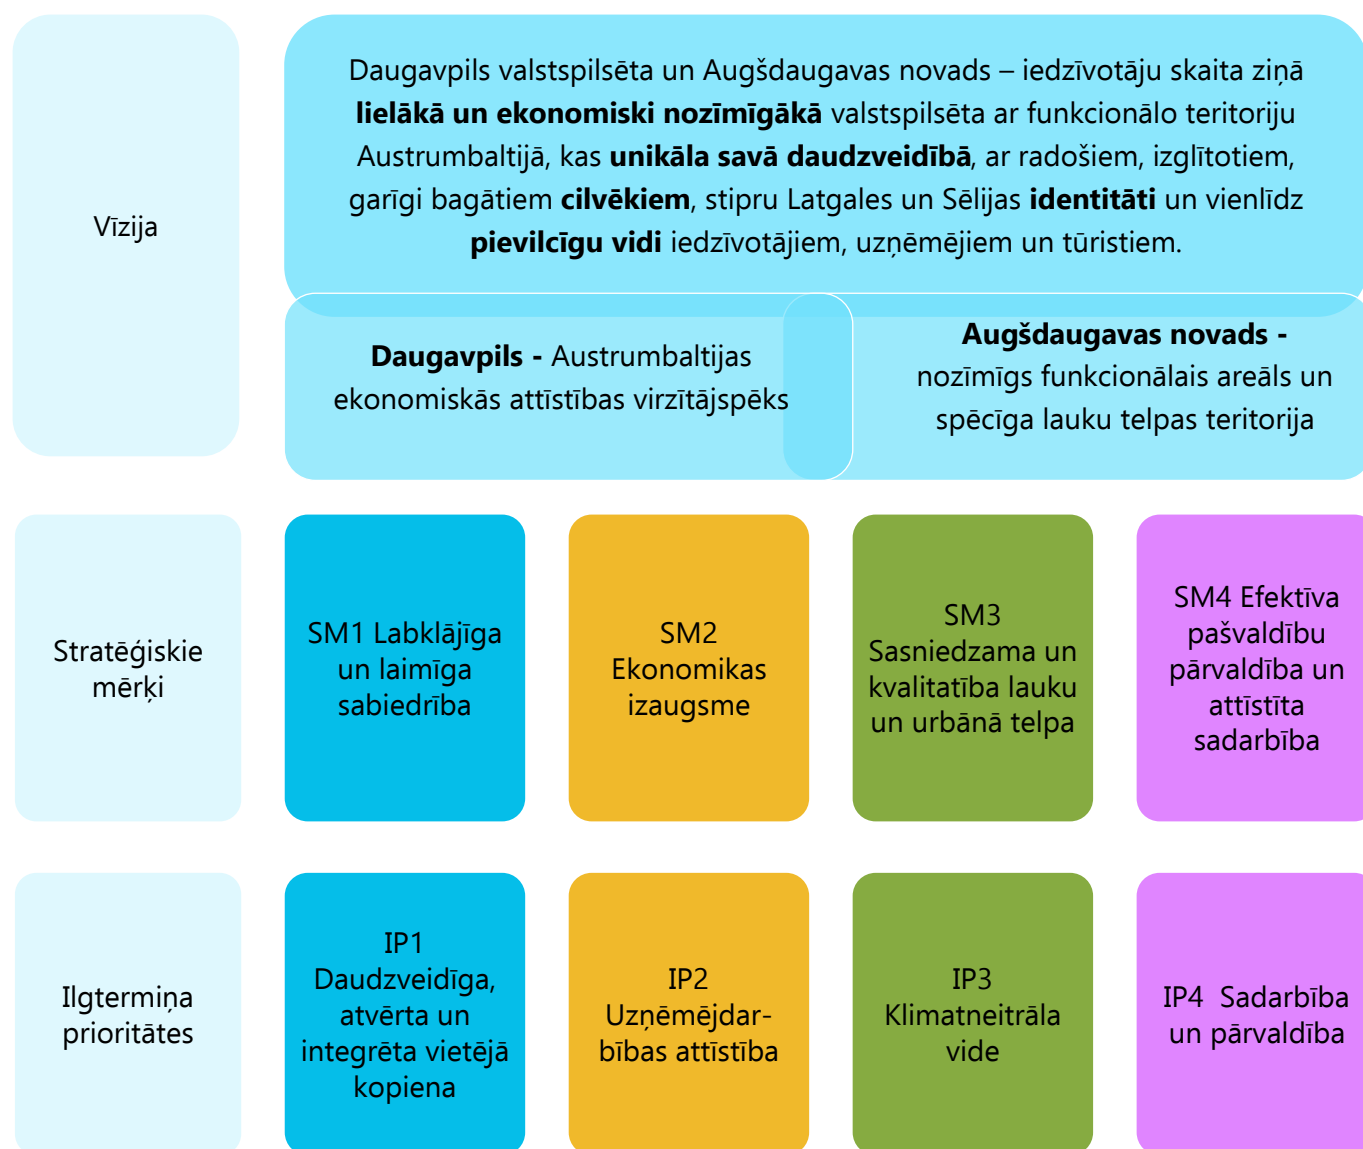 Vīzija
Daugavpils valstspilsēta un Augšdaugavas novads – iedzīvotāju skaita ziņā
lielākā un ekonomiski nozīmīgākā valstspilsēta ar funkcionālo teritoriju
Austrumbaltijā, kas unikāla savā daudzveidībā, ar radošiem, izglītotiem,
garīgi bagātiem cilvēkiem, stipru Latgales un Sēlijas identitāti un vienlīdz
pievilcīgu vidi iedzīvotājiem, uzņēmējiem un tūristiem.
Daugavpils - Austrumbaltijas
ekonomiskās attīstības virzītājspēks
Augšdaugavas novads -
nozīmīgs funkcionālais areāls un
spēcīga lauku telpas teritorija
Stratēģiskie
mērķi
SM1 Labklājīga
un laimīga
sabiedrība
SM2
Ekonomikas
izaugsme
SM3
Sasniedzama un
kvalitatība lauku
un urbānā telpa
SM4 Efektīva
pašvaldību
pārvaldība un
attīstīta
sadarbība
Ilgtermiņa
prioritātes
IP1
Daudzveidīga,
atvērta un
integrēta vietējā
kopiena
IP2
Uzņēmējdar-
bības attīstība
IP3
Klimatneitrāla
vide
IP4  Sadarbība
un pārvaldība